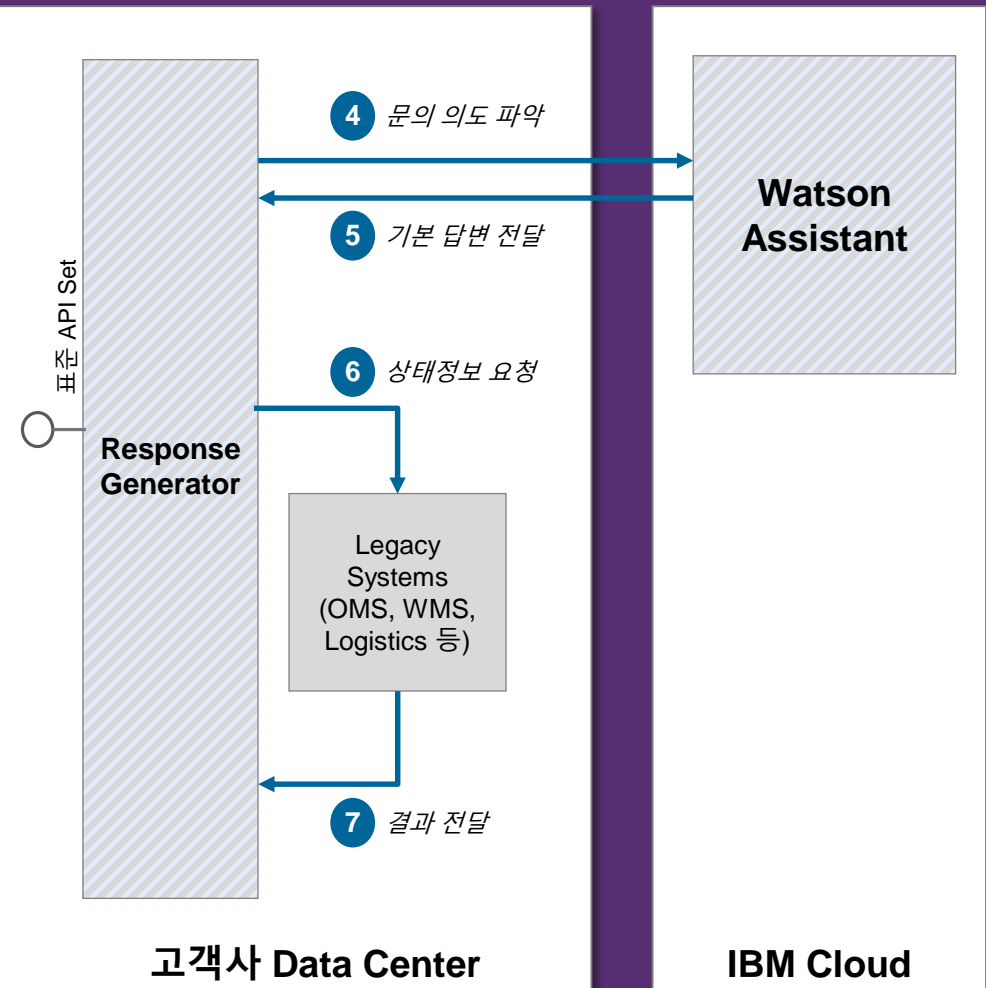 4 문의 의도 파악
Watson
Assistant
5 기본 답변 전달
표준 API Set
6 상태정보 요청
Response
Generator
Legacy
Systems
(OMS, WMS,
Logistics 등)
7 결과 전달
고객사 Data Center
IBM Cloud